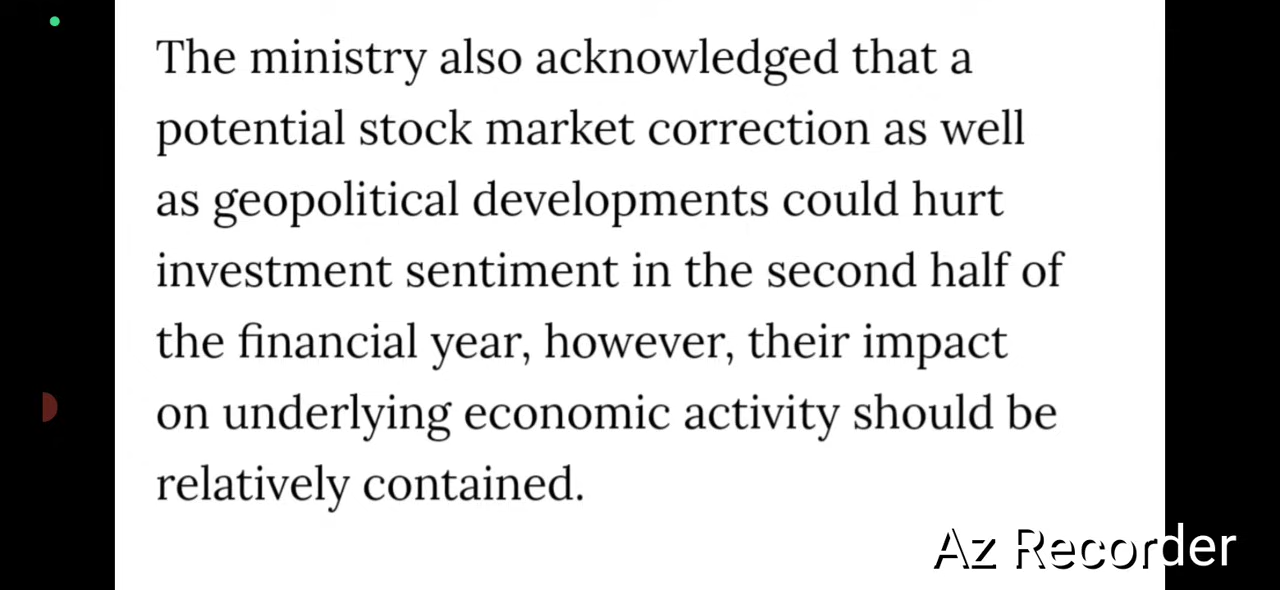 The ministry also acknowledged that a
potential stock market correction as well
as geopolitical developments could hurt
investment sentiment in the second half of
the financial year, however, their impact
on underlying economic activity should be
relatively contained.
Az Recorder